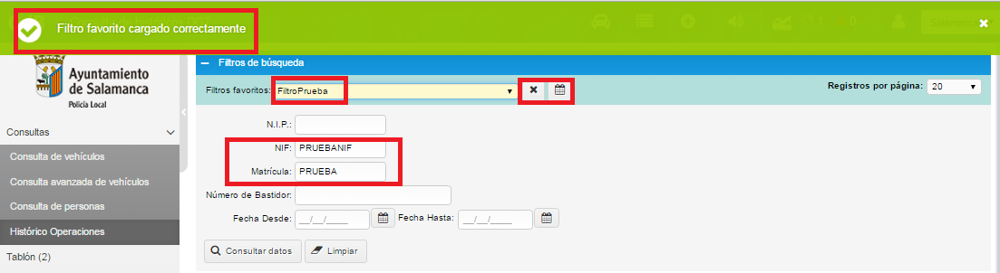 Filtro favorito cargado correctamente
Salamanca
Ayuntamiento
de Salamanca
Policía Local
Consultas
Consulta de vehículos
Consulta avanzada de vehículos
Consulta de personas
Histórico Operaciones
Tablón (2)
Filtros de búsqueda
Filtros favoritos: FiltroPrueba
Registros por página: 20
N.I.P.:
NIF: PRUEBANIF
Matrícula: PRUEBA
Número de Bastidor:
Fecha Desde: __/__/____ Fecha Hasta: __/__/____
Consultar datos Limpiar